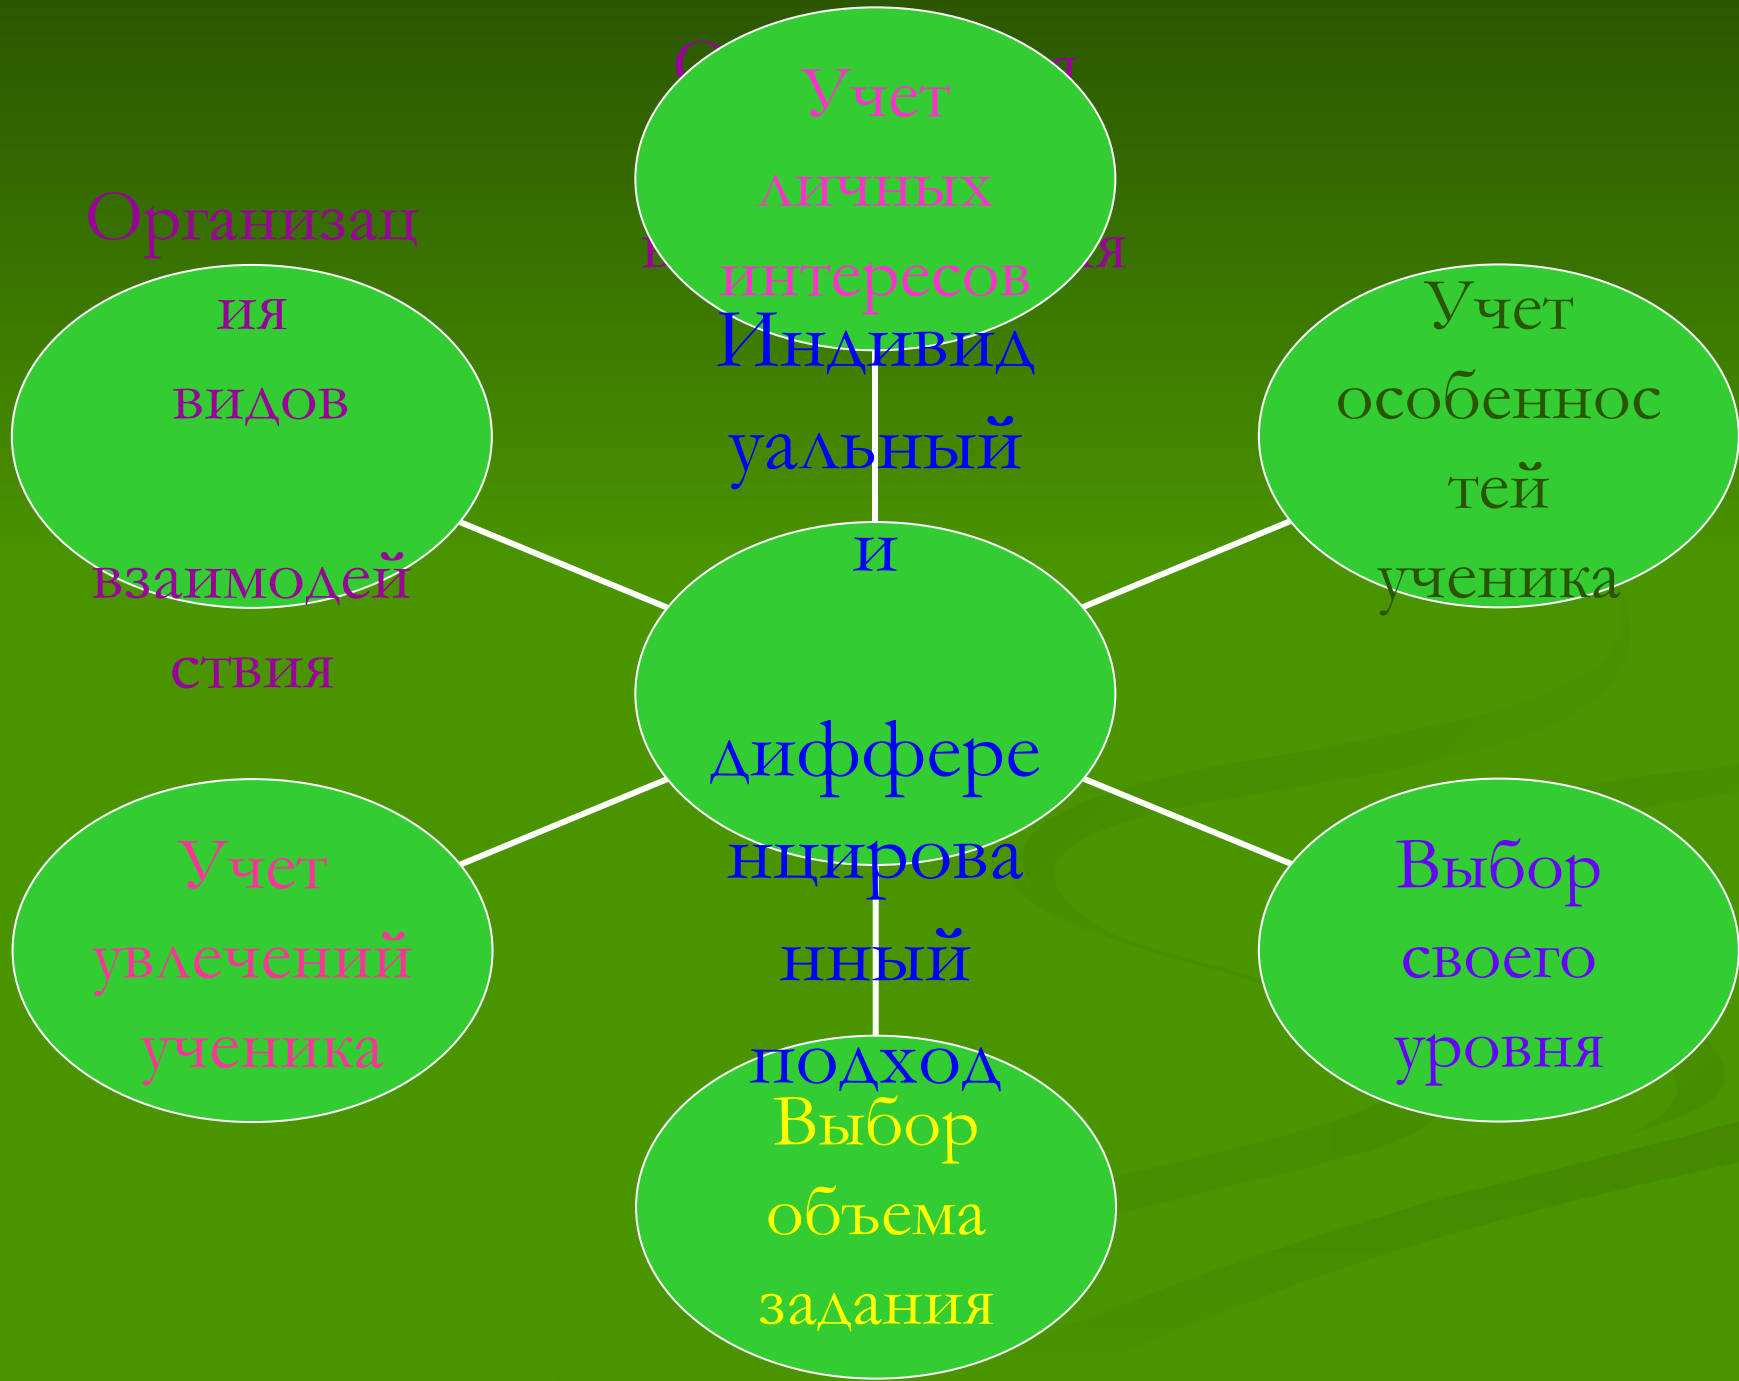 Учет
личных
интересов
Организац
ия
видов
взаимодей
ствия
Индивид
уальный
и
диффере
нцирова
нный
подход
Учет
особеннос
тей
ученика
Учет
увлечений
ученика
Выбор
своего
уровня
Выбор
объема
задания